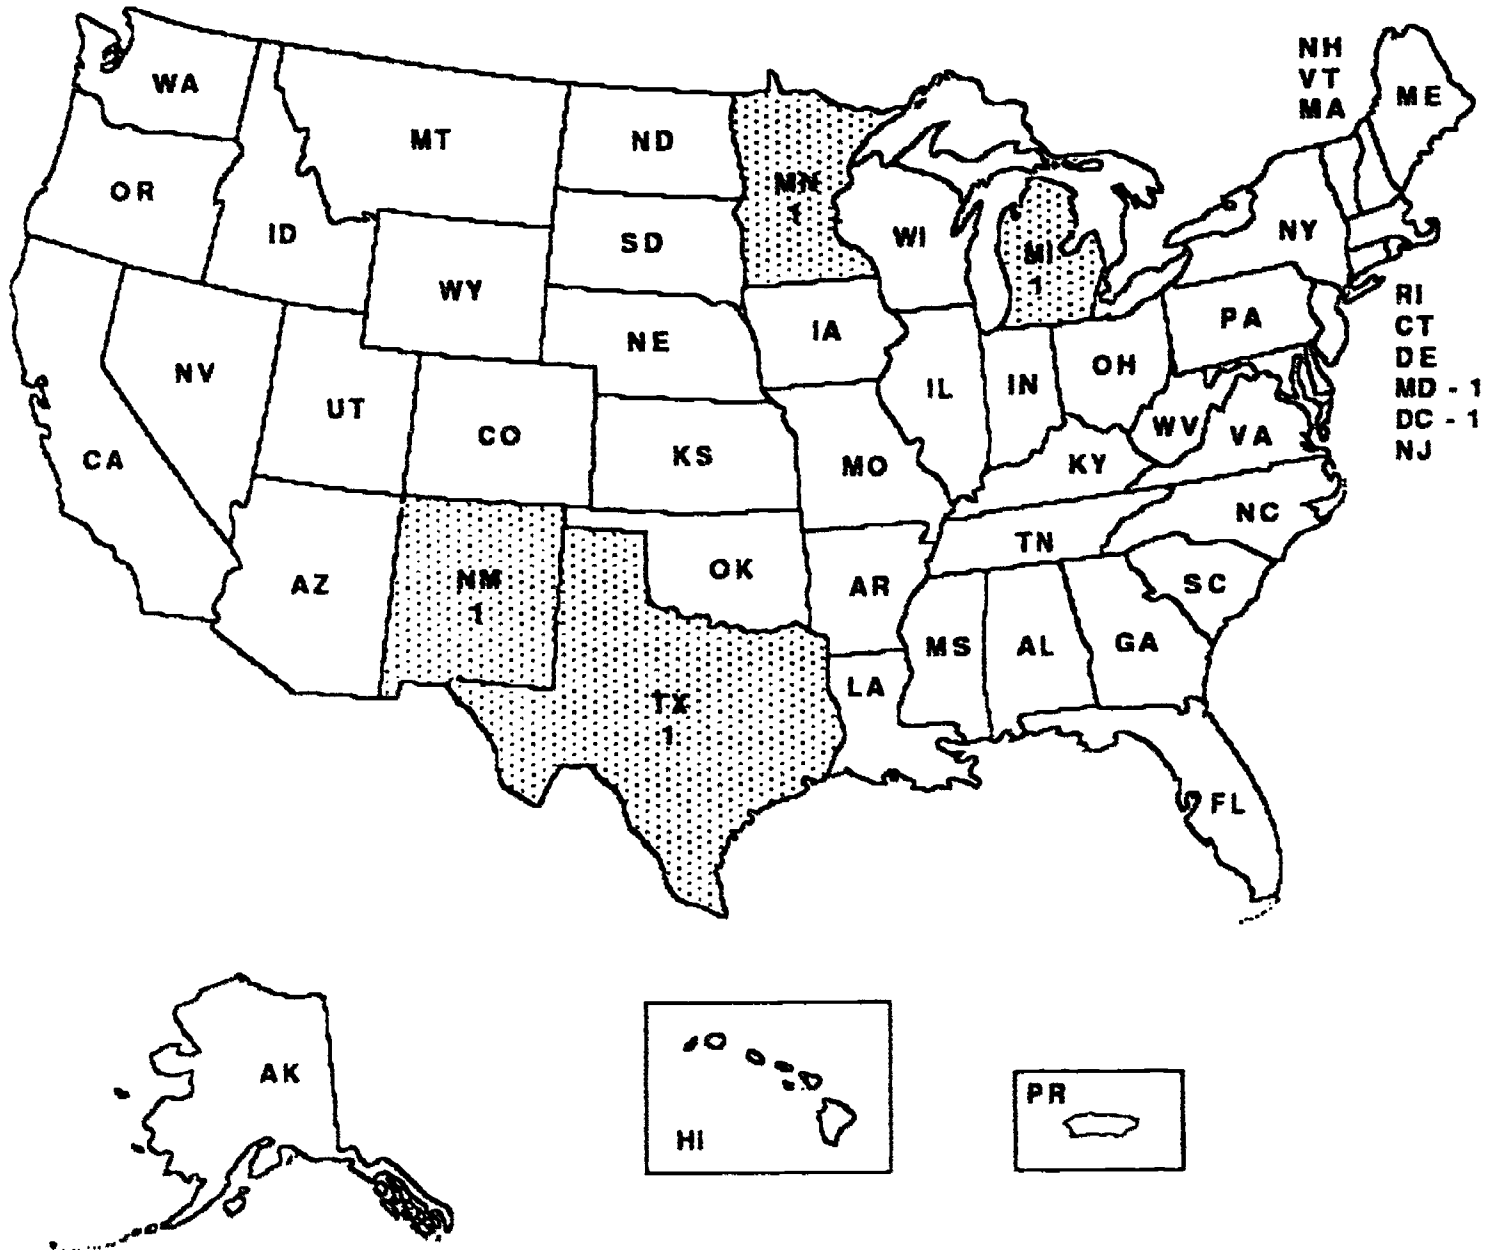 NH
VT
MA
ME
WA
MT
ND
MN
1
OR
ID
SD
WI
MI
1
NY
WY
RI
CT
DE
MD - 1
DC - 1
NJ
PA
IA
NE
NV
UT
CO
IL
IN
OH
WV
VA
CA
KS
MO
KY
NC
TN
AZ
NM
1
OK
AR
SC
MS
AL
GA
LA
TX
1
FL
AK
HI
PR